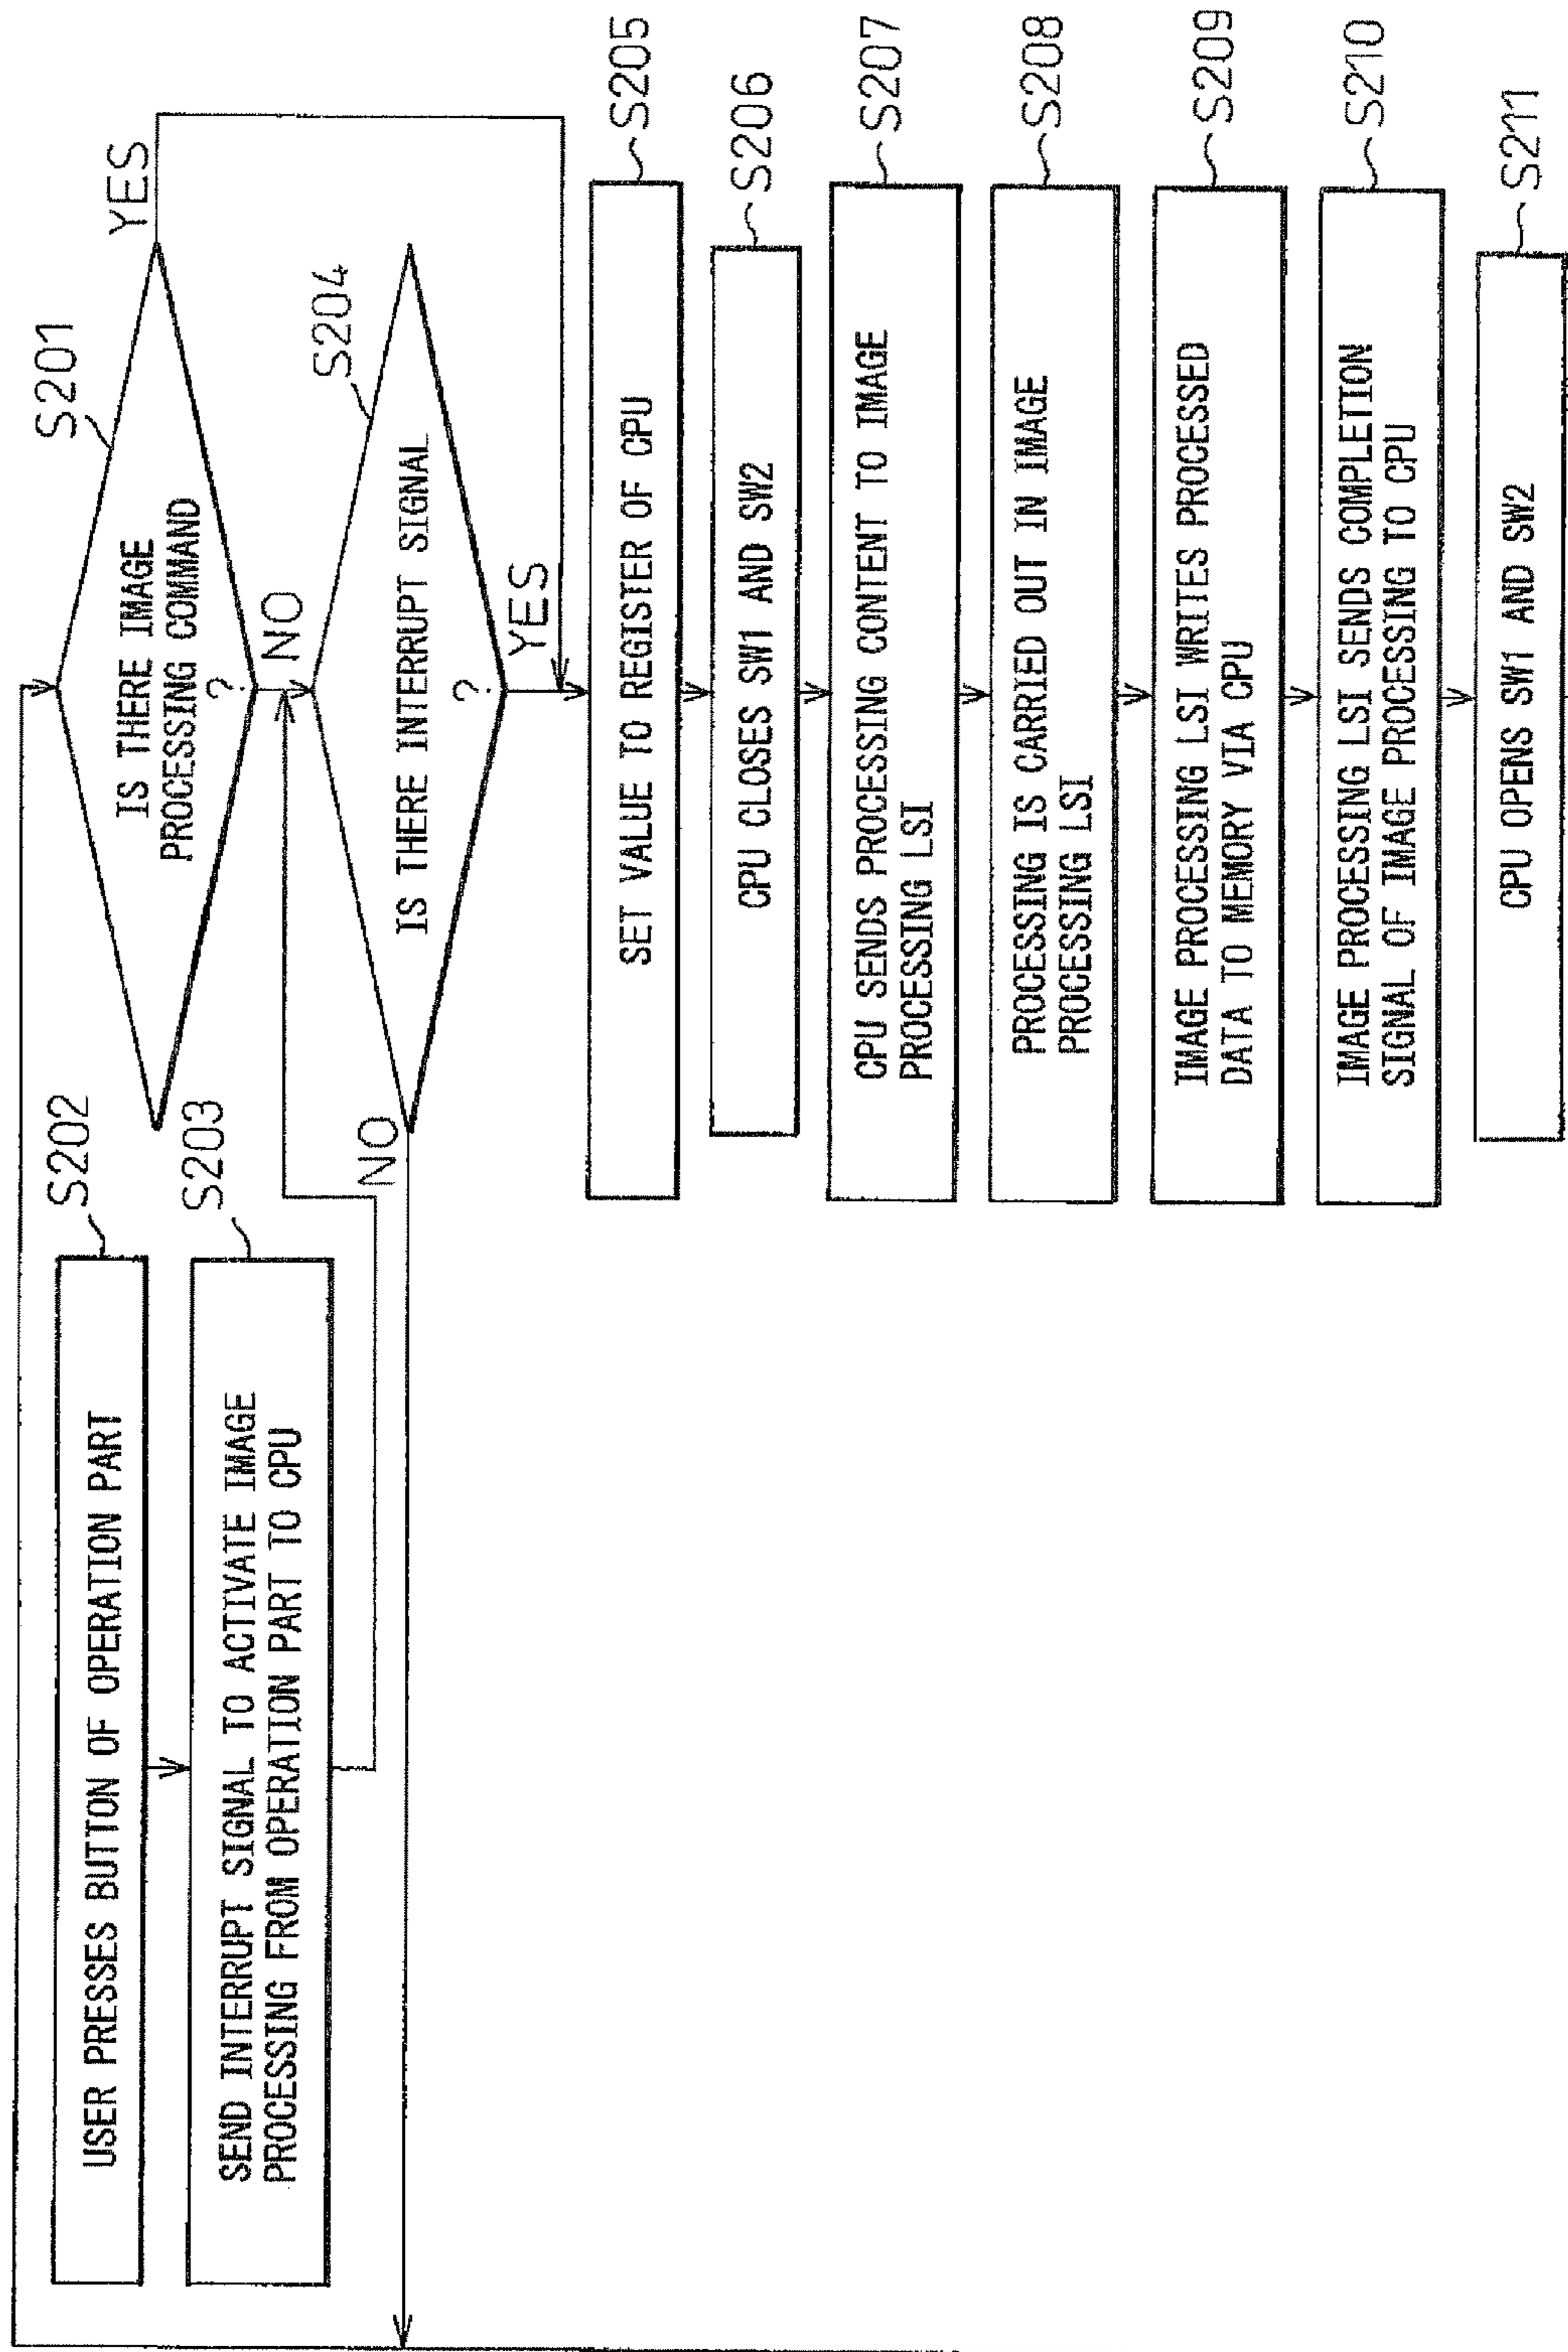 S201
IS THERE IMAGE
PROCESSING COMMAND
?
YES
NO
S202
USER PRESSES BUTTON OF OPERATION PART
S203
SEND INTERRUPT SIGNAL TO ACTIVATE IMAGE
PROCESSING FROM OPERATION PART TO CPU
S204
IS THERE INTERRUPT SIGNAL
?
NO
YES
S205
SET VALUE TO REGISTER OF CPU
S206
CPU CLOSES SW1 AND SW2
S207
CPU SENDS PROCESSING CONTENT TO IMAGE
PROCESSING LSI
S208
PROCESSING IS CARRIED OUT IN IMAGE
PROCESSING LSI
S209
IMAGE PROCESSING LSI WRITES PROCESSED
DATA TO MEMORY VIA CPU
S210
IMAGE PROCESSING LSI SENDS COMPLETION
SIGNAL OF IMAGE PROCESSING TO CPU
S211
CPU OPENS SW1 AND SW2